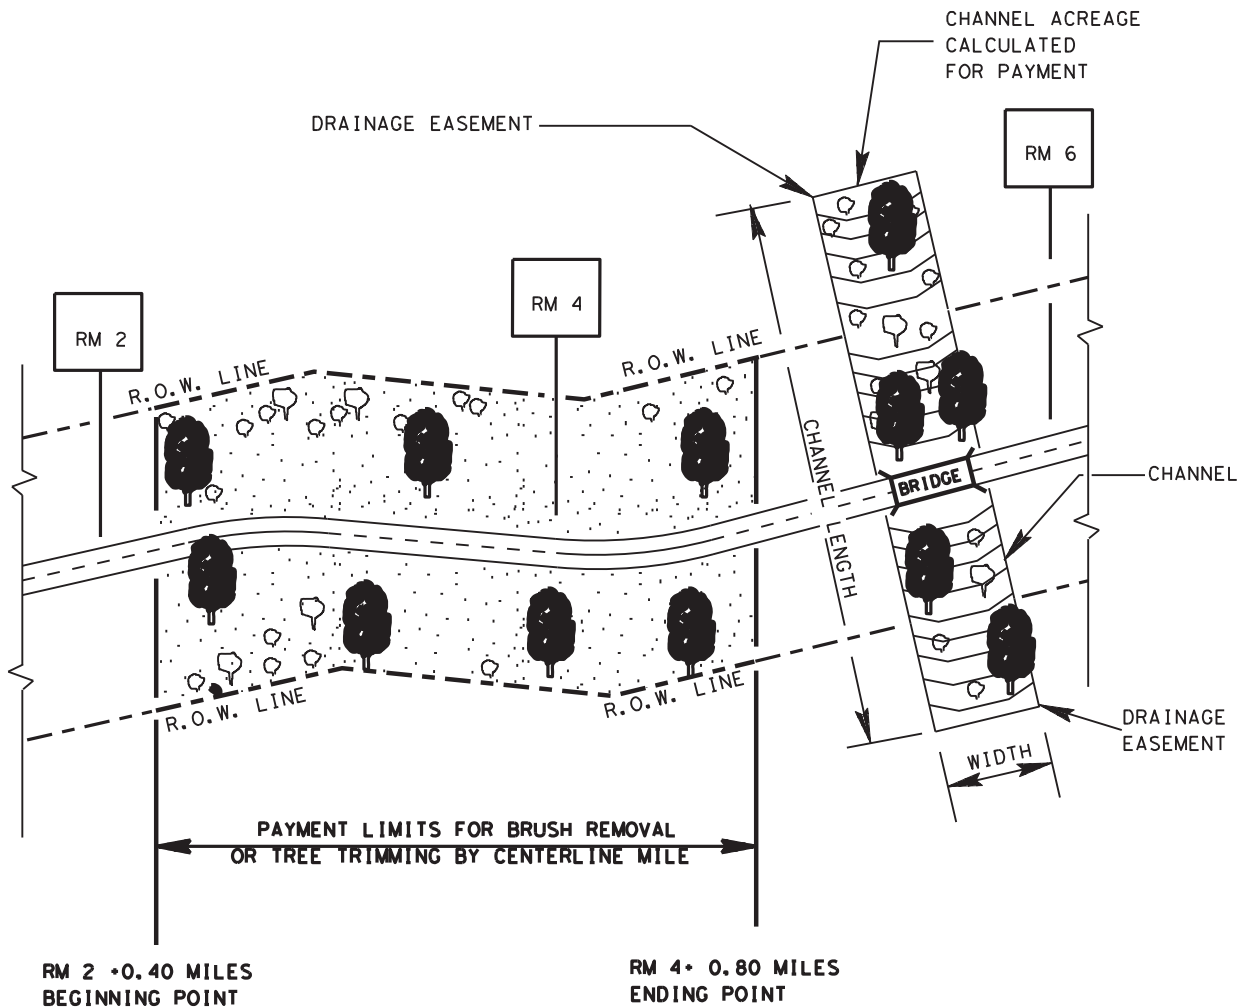 CHANNEL ACREAGE
CALCULATED
FOR PAYMENT
DRAINAGE EASEMENT
RM 6
RM 4
RM 2
R.O.W. LINE
R.O.W. LINE
CHANNEL LENGTH
BRIDGE
CHANNEL
R.O.W. LINE
R.O.W. LINE
DRAINAGE
EASEMENT
WIDTH
PAYMENT LIMITS FOR BRUSH REMOVAL
OR TREE TRIMMING BY CENTERLINE MILE
RM 2 +0.40 MILES
BEGINNING POINT
RM 4+ 0.80 MILES
ENDING POINT